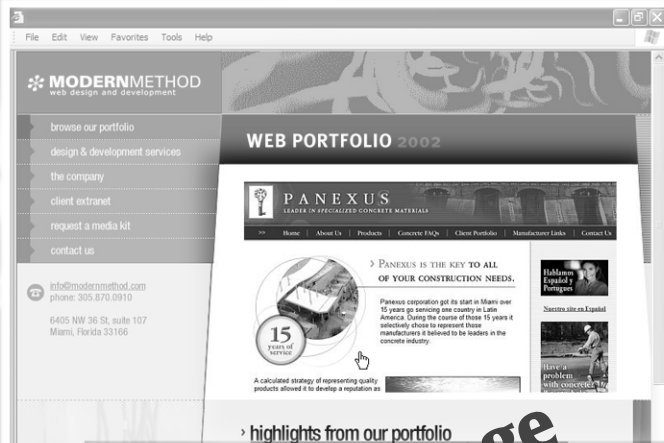 File Edit View Favorites Tools Help
MODERNMETHOD
web design and development
browse our portfolio
design & development services
the company
client extranet
request a media kit
contact us
info@modernmethod.com
phone: 305.870.0910
6405 NW 36 St, suite 107
Miami, Florida 33166
WEB PORTFOLIO 2002
PANEXUS
LEADER IN SPECIALIZED CONCRETE MATERIALS
>> Home | About Us | Products | Concrete FAQs | Client Portfolio | Manufacturer Links | Contact Us
> PANEXUS IS THE KEY TO ALL
OF YOUR CONSTRUCTION NEEDS.
Panexus corporation got its start in Miami over
15 years go servicing one country in Latin
America. During the course of those 15 years it
selectively chose to represent those
manufacturers it believed to be leaders in the
concrete industry.
15
years of
service
A calculated strategy of representing quality
products allowed it to develop a reputation as
Hablamos
Español y
Portugues
Nuestro site en Español
Have a
problem
with concrete?
> highlights from our portfolio